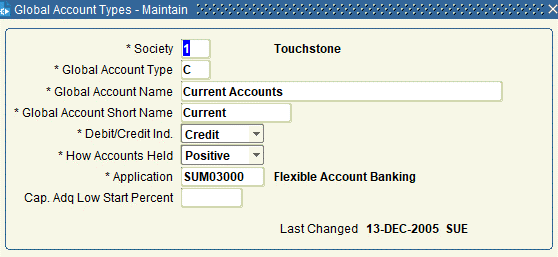 Global Account Types - Maintain
* Society 1 Touchstone
* Global Account Type C
* Global Account Name Current Accounts
* Global Account Short Name Current
* Debit/Credit Ind. Credit
* How Accounts Held Positive
* Application SUM03000 Flexible Account Banking
Cap. Adq Low Start Percent
Last Changed 13-DEC-2005 SUE